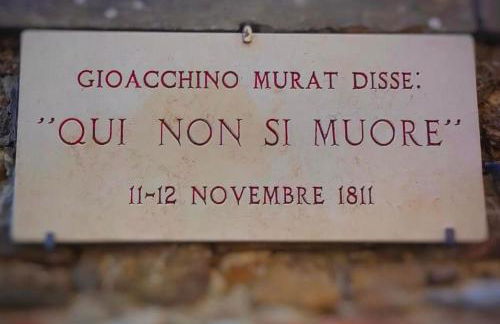 GIOACCHINO MURAT DISSE:
"QUI NON SI MUORE"
11-12 NOVEMBRE 1811